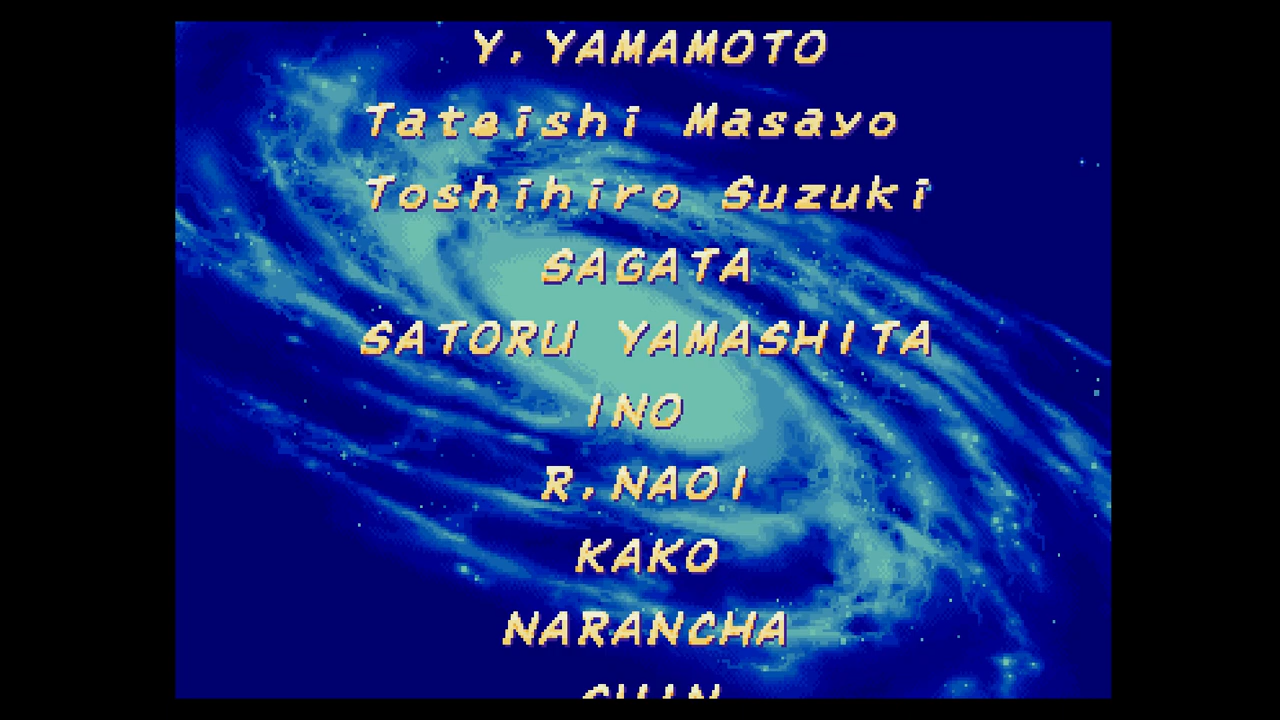 Y.YAMAMOTO
Tateishi Masayo
Toshihiro Suzuki
SAGATA
SATORU YAMASHITA
INO
R.NAOI
KAKO
NARANCHA